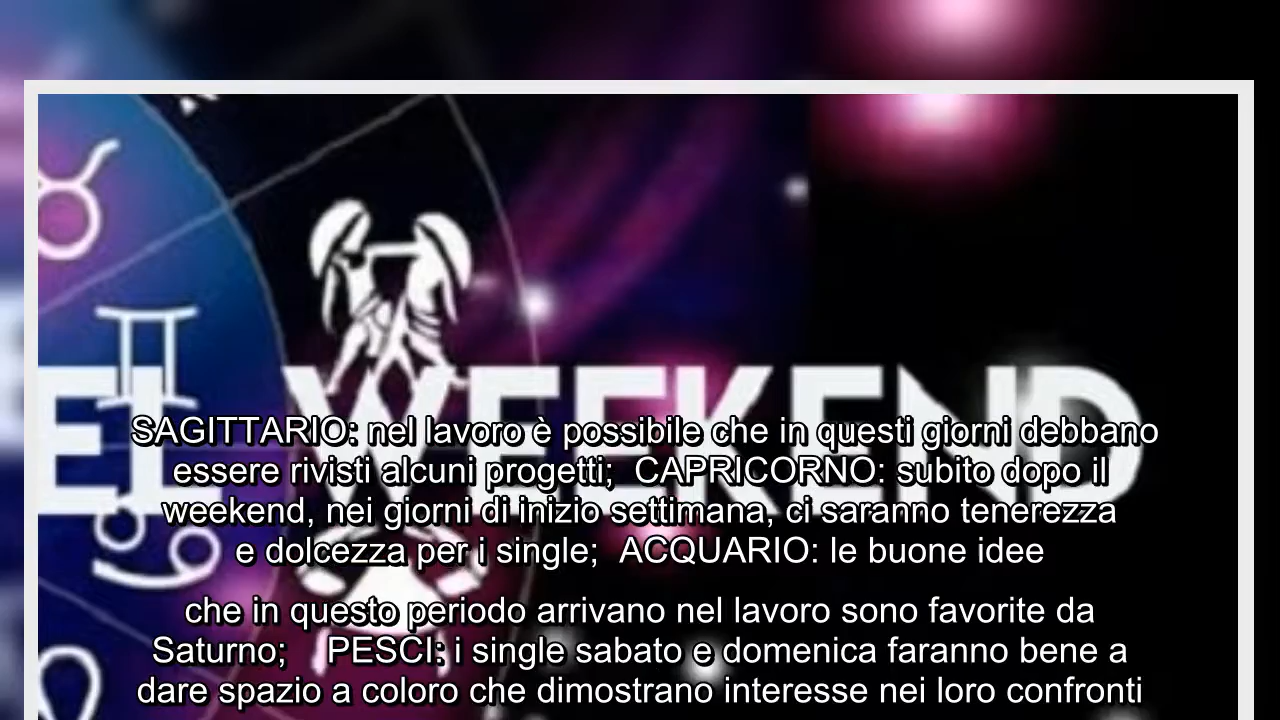 EL WEEKEND
SAGITTARIO: nel lavoro è possibile che in questi giorni debbano
essere rivisti alcuni progetti;  CAPRICORNO: subito dopo il
weekend, nei giorni di inizio settimana, ci saranno tenerezza
e dolcezza per i single;  ACQUARIO: le buone idee
che in questo periodo arrivano nel lavoro sono favorite da
Saturno;    PESCI: i single sabato e domenica faranno bene a
dare spazio a coloro che dimostrano interesse nei loro confronti